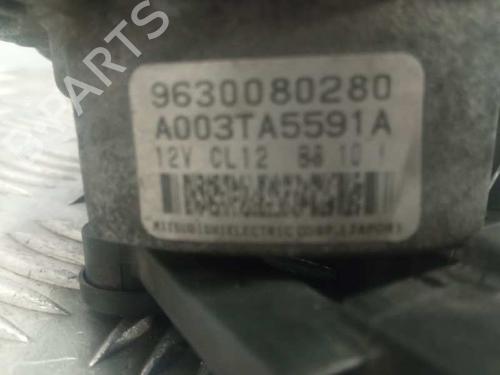 9630080280
A003TA5591A
12V CL12
MITSUBISHI ELECTRIC CORP. (JAPAN)
B-PARTS